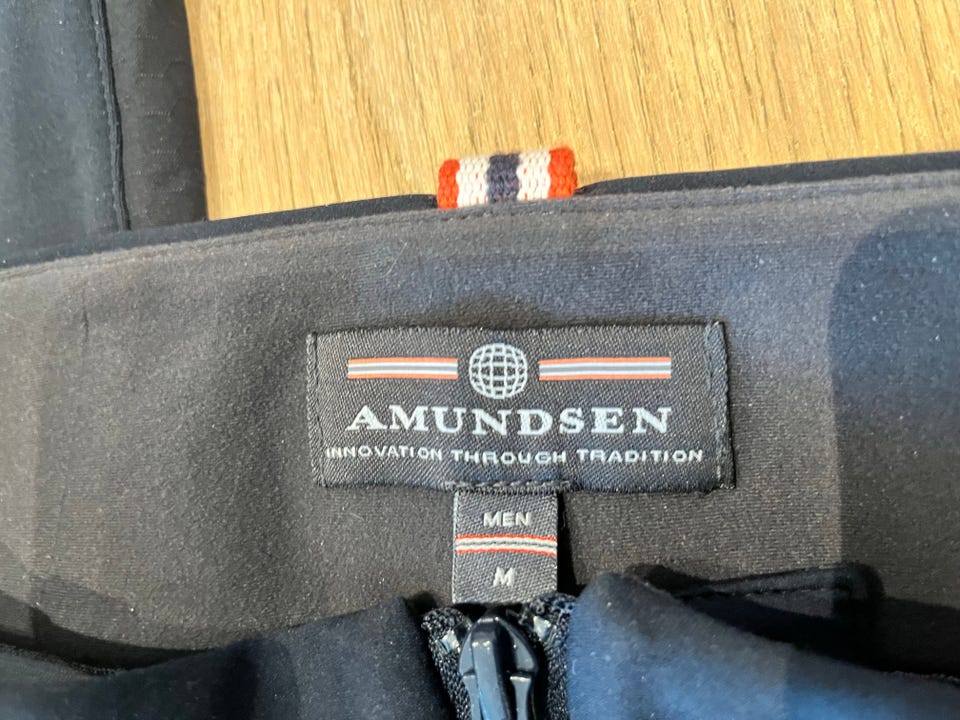 AMUNDSEN
INNOVATION THROUGH TRADITION
MEN
M